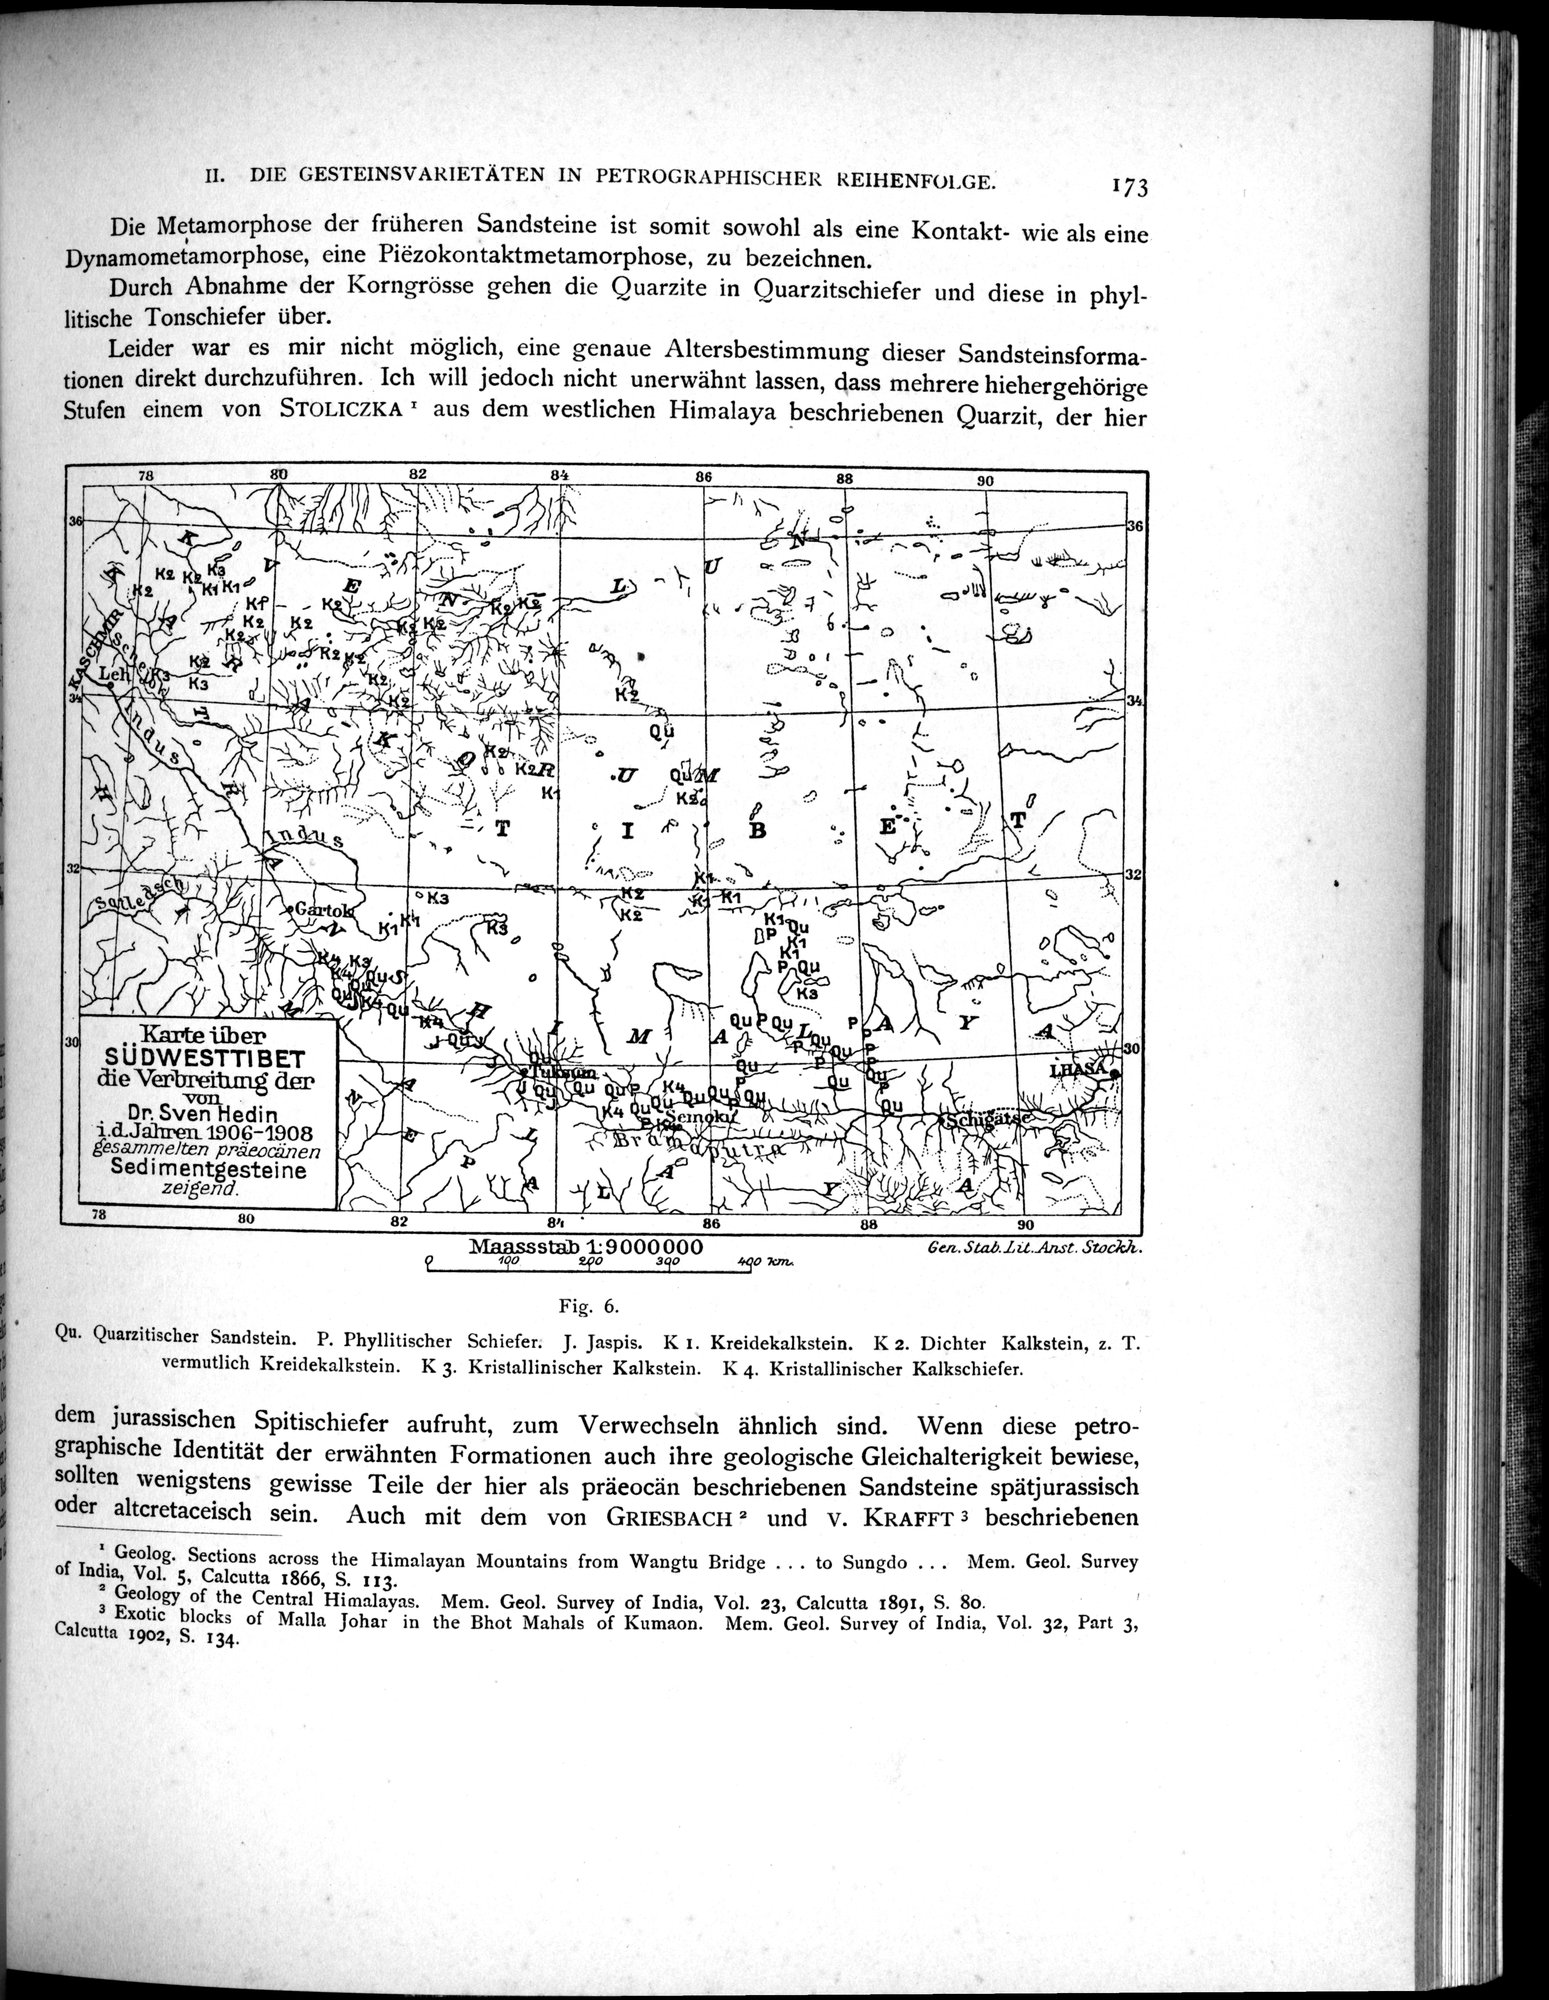 II. DIE GESTEINSVARIETÄTEN IN PETROGRAPHISCHER REIHENFOLGE. 173
Die Metamorphose der früheren Sandsteine ist somit sowohl als eine Kontakt- wie als eine
Dynamometamorphose, eine Piëzokontaktmetamorphose, zu bezeichnen.
Durch Abnahme der Korngrösse gehen die Quarzite in Quarzitschiefer und diese in phyl-
litische Tonschiefer über.
Leider war es mir nicht möglich, eine genaue Altersbestimmung dieser Sandsteinsforma-
tionen direkt durchzuführen. Ich will jedoch nicht unerwähnt lassen, dass mehrere hiehergehörige
Stufen einem von STOLICZKA ¹ aus dem westlichen Himalaya beschriebenen Quarzit, der hier
78 80 82 84 86 88 90
36 36
K V E N L U N
KASCHMIR
Schejok
Leh
34 34
Indus
K O R U M
T I B E T
Indus
32 32
Satledsch
Gartok
H I M A L A Y A
30 30
Tuksum
LHASA
Semoku
Schigatse
Bramaputra
N E P A L
Karte über
SÜDWESTTIBET
die Verbreitung der
von
Dr. Sven Hedin
i.d. Jahren 1906-1908
gesammelten präeocänen
Sedimentgesteine
zeigend.
78 80 82 84 86 88 90
Maassstab 1:9000000
Gen. Stab. Lit. Anst. Stockh.
0 100 200 300 400 km.
Fig. 6.
Qu. Quarzitischer Sandstein. P. Phyllitischer Schiefer. J. Jaspis. K 1. Kreidekalkstein. K 2. Dichter Kalkstein, z. T.
vermutlich Kreidekalkstein. K 3. Kristallinischer Kalkstein. K 4. Kristallinischer Kalkschiefer.
dem jurassischen Spitischiefer aufruht, zum Verwechseln ähnlich sind. Wenn diese petro-
graphische Identität der erwähnten Formationen auch ihre geologische Gleichalterigkeit bewiese,
sollten wenigstens gewisse Teile der hier als präeocän beschriebenen Sandsteine spätjurassisch
oder altcretaceisch sein. Auch mit dem von GRIESBACH ² und V. KRAFFT ³ beschriebenen
¹ Geolog. Sections across the Himalayan Mountains from Wangtu Bridge . . . to Sungdo . . . Mem. Geol. Survey
of India, Vol. 5, Calcutta 1866, S. 113.
² Geology of the Central Himalayas. Mem. Geol. Survey of India, Vol. 23, Calcutta 1891, S. 80.
³ Exotic blocks of Malla Johar in the Bhot Mahals of Kumaon. Mem. Geol. Survey of India, Vol. 32, Part 3,
Calcutta 1902, S. 134.